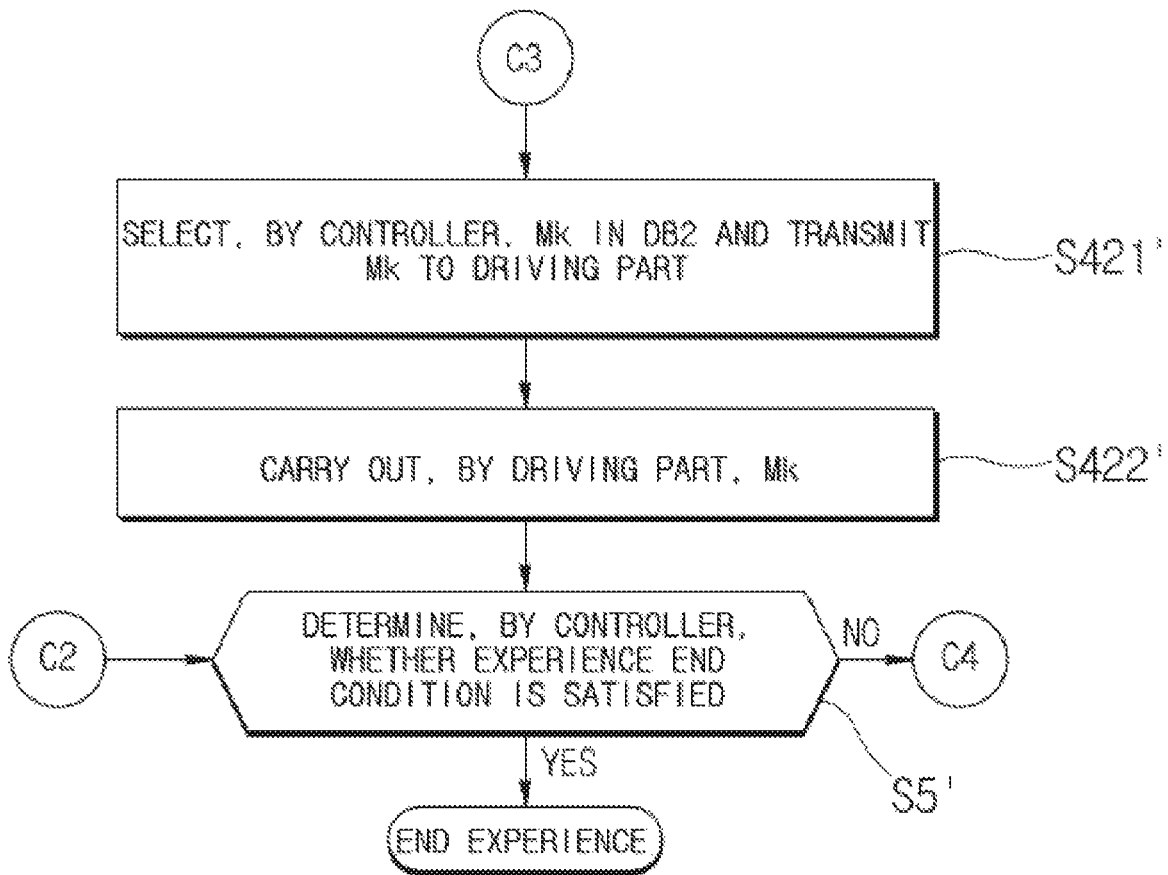 C3
SELECT, BY CONTROLLER, Mk IN DB2 AND TRANSMIT
Mk TO DRIVING PART
S421'
CARRY OUT, BY DRIVING PART, Mk
S422'
C2
DETERMINE, BY CONTROLLER,
WHETHER EXPERIENCE END
CONDITION IS SATISFIED
NO
C4
YES
S5'
END EXPERIENCE